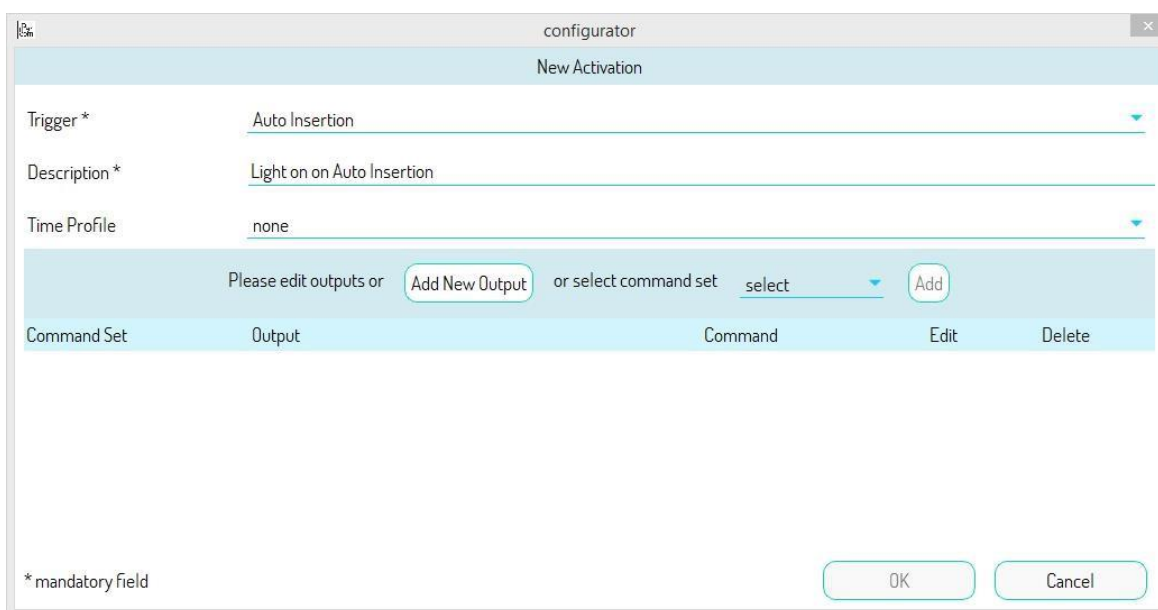 configurator
New Activation
Trigger * Auto Insertion
Description * Light on on Auto Insertion
Time Profile none
Please edit outputs or Add New Output or select command set select Add
Command Set Output Command Edit Delete
* mandatory field OK Cancel